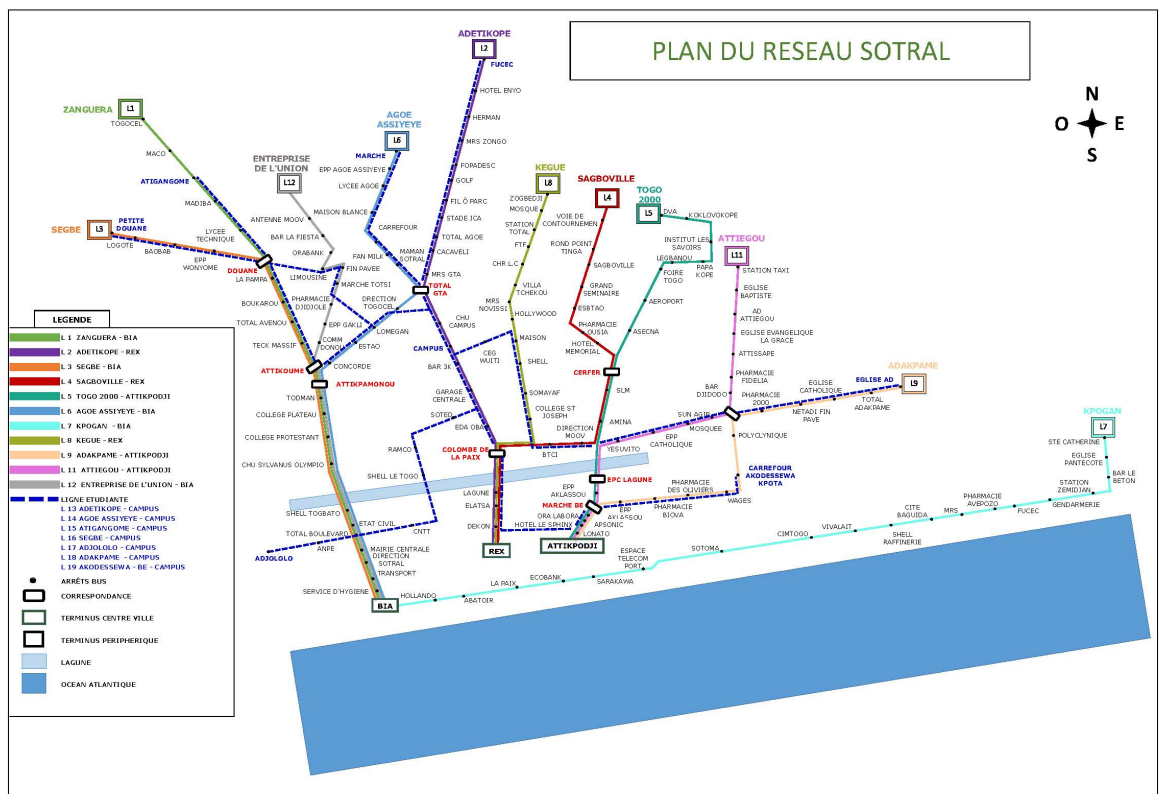 PLAN DU RESEAU SOTRAL
N
O
E
S
ADETIKOPE
L2
FUCEC
HOTEL ENYO
HERMAN
MRS ZONGO
FOPADESC
GOLF
FIL Ô PARC
STADE JCA
TOTAL AGOE
CACAVELI
MRS GTA
TOTAL
GTA
ZANGUERA
L1
TOGOCEL
MACO
ATIGANGOME
MADIBA
LYCEE
TECHNIQUE
SEGBE
L3
PETITE
DOUANE
LOGOTE
BAOBAB
EPP
WONYOME
DOUANE
LA PAMPA
BOUKAROU
TOTAL AVENOU
TECK MASSIF
ATTIKOUME
ENTREPRISE
DE L'UNION
L12
ANTENNE MOOV
BAR LA FIESTA
ORABANK
LIMOUSINE
FIN PAVEE
MARCHE TOTSI
PHARMACIE
DJIDJOLE
EPP GAKLI
COMM
DONOU
AGOE
ASSIYEYE
L6
MARCHE
EPP AGOE ASSIYEYE
LYCEE AGOE
MAISON BLANCHE
CARREFOUR
FAN MILK
MAMAN
SOTRAL
DRECTION
TOGOCEL
LOMEGAN
ESTAO
CONCORDE
ATTIKPAMONOU
TODMAN
COLLEGE PLATEAU
COLLEGE PROTESTANT
CHU SYLVANUS OLYMPIO
SHELL TOGBATO
ETAT CIVIL
TOTAL BOULEVARD
ANPE
MAIRIE CENTRALE
DIRECTION
SOTRAL
TRANSPORT
SERVICE D'HYGIENE
BIA
ADJOLOLO
CNTT
SHELL LE TOGO
RAMCO
SOTED
EDA OBA
CHU
CAMPUS
CAMPUS
BAR 3K
GARAGE
CENTRALE
COLOMBE DE
LA PAIX
LAGUNE
ELATSA
DEKON
REX
KEGUE
L8
ZOGBEDJI
MOSQUE
STATION
TOTAL
FTF
CHR L.C
VILLA
TCHEKOU
MRS
NOVISSI
HOLLYWOOD
MAISON
CEG
WUITI
SHELL
SOMAYAF
COLLEGE ST
JOSEPH
BTCI
DIRECTION
MOOV
SAGBOVILLE
L4
VOIE DE
CONTOURNEMEN
ROND POINT
TINGA
SAGBOVILLE
GRAND
SEMINAIRE
ESBTAO
PHARMACIE
OUSIA
HOTEL
MEMORIAL
CERFER
SLM
AMINA
YESUVITO
TOGO
2000
L5
DVA
KOKLOVOKOPE
INSTITUT LES
SAVOIRS
LEGBANOU
PAPA
KOPE
FOIRE
TOGO
AEROPORT
ASECNA
ATTIEGOU
L11
STATION TAXI
EGLISE
BAPTISTE
AD
ATTIEGOU
EGLISE EVANGELIQUE
LA GRACE
ATTISSAPE
PHARMACIE
FIDELIA
BAR
DJIDODO
SUN AGIP
MOSQUEE
EPP
CATHOLIQUE
PHARMACIE
2000
POLYCLYNIQUE
EGLISE
CATHOLIQUE
NETADI FIN
PAVE
EGLISE AD
TOTAL
ADAKPAME
ADAKPAME
L9
CARREFOUR
AKODESSEWA
KPOTA
WAGES
PHARMACIE
DES OLIVIERS
PHARMACIE
BIOVA
EPP
AKLASSOU
EPC LAGUNE
EPP
AKLASSOU
MARCHE BE
ORA LABORA
HOTEL LE SPHINX
APSONIC
LONATO
ATTIKPODJI
KPOGAN
L7
STE CATHERINE
EGLISE
PANTECOTE
BAR LE
BETON
STATION
ZEMIDJAN
GENDARMERIE
FUCEC
PHARMACIE
AVEPOZO
MRS
CITE
BAGUIDA
SHELL
RAFFINERIE
VIVALAIT
CIMTOGO
SOTOMA
ESPACE
TELECOM
PORT
SARAKAWA
ECOBANK
LA PAIX
ABATOIR
HOLLANDO
LEGENDE
L 1 ZANGUERA - BIA
L 2 ADETIKOPE - REX
L 3 SEGBE - BIA
L 4 SAGBOVILLE - REX
L 5 TOGO 2000 - ATTIKPODJI
L 6 AGOE ASSIYEYE - BIA
L 7 KPOGAN - BIA
L 8 KEGUE - REX
L 9 ADAKPAME - ATTIKPODJI
L 11 ATTIEGOU - ATTIKPODJI
L 12 ENTREPRISE DE L'UNION - BIA
LIGNE ETUDIANTE
L 13 ADETIKOPE - CAMPUS
L 14 AGOE ASSIYEYE - CAMPUS
L 15 ATIGANGOME - CAMPUS
L 16 SEGBE - CAMPUS
L 17 ADJOLOLO - CAMPUS
L 18 ADAKPAME - CAMPUS
L 19 AKODESSEWA - BE - CAMPUS
ARRÊTS BUS
CORRESPONDANCE
TERMINUS CENTRE VILLE
TERMINUS PERIPHERIQUE
LAGUNE
OCEAN ATLANTIQUE